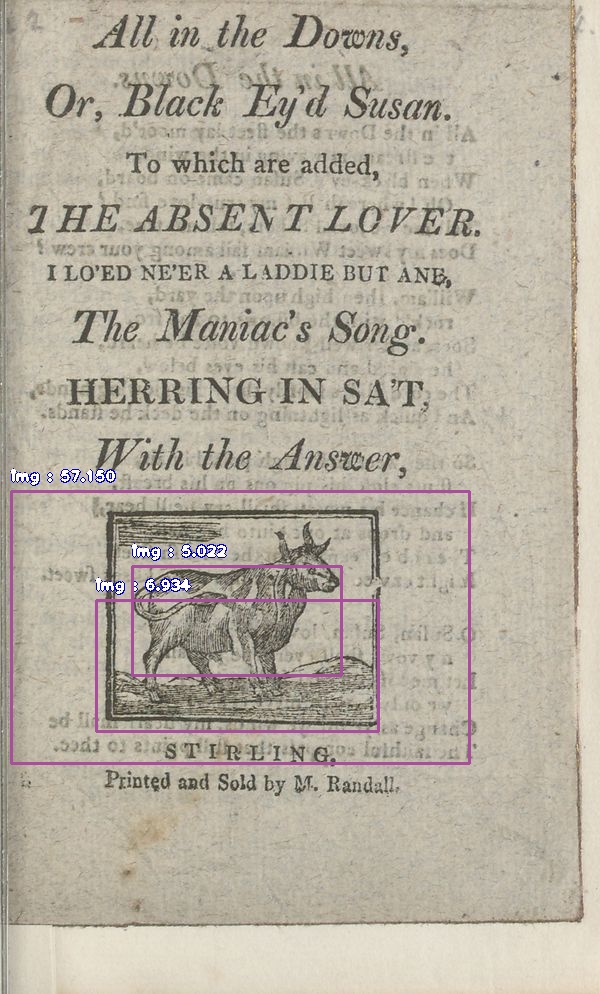 All in the Downs,
Or, Black Ey'd Susan.
To which are added,
THE ABSENT LOVER.
I LO'ED NE'ER A LADDIE BUT ANE,
The Maniac's Song.
HERRING IN SA'T,
With the Answer,
Img : 57.150
Img : 5.022
Img : 6.934
STIRLING.
Printed and Sold by M. Randall.